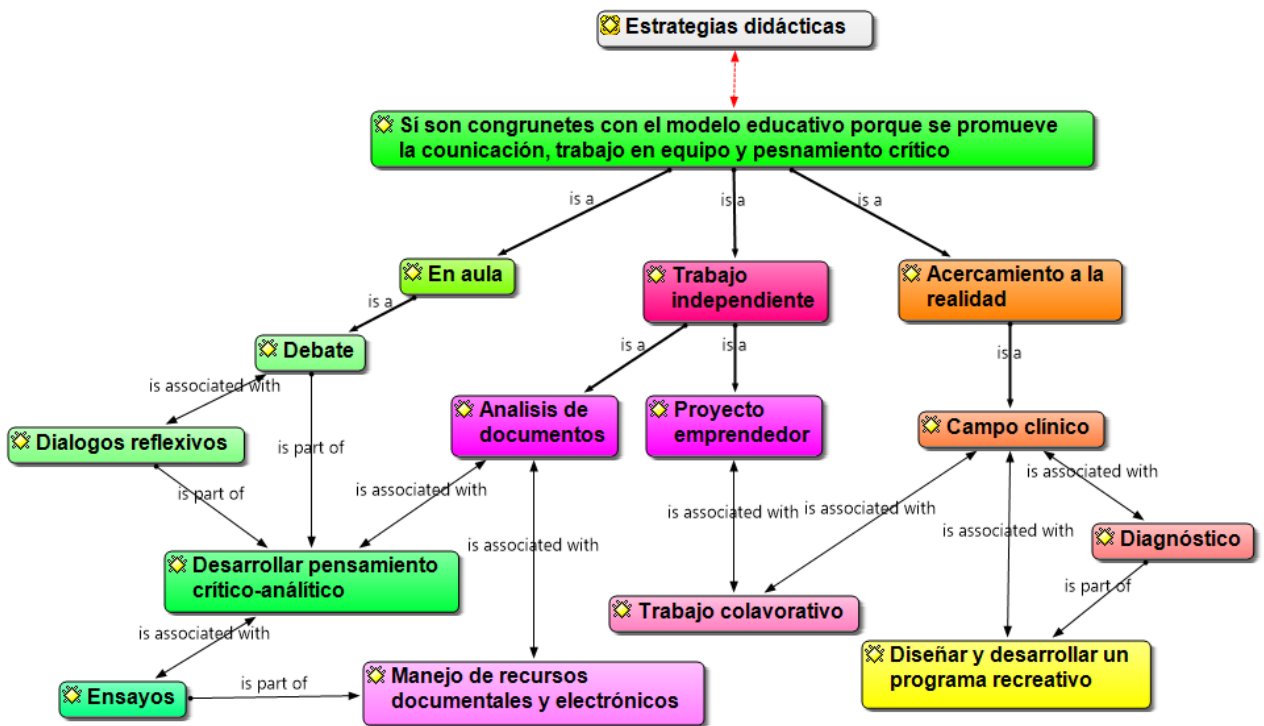 Estrategias didácticas
Sí son congrunetes con el modelo educativo porque se promueve
la counicación, trabajo en equipo y pesnamiento crítico
is a
is a
is a
En aula
Trabajo
independiente
Acercamiento a la
realidad
is a
Debate
is a
is a
is a
is associated with
Dialogos reflexivos
is part of
Analisis de
documentos
Proyecto
emprendedor
Campo clínico
is part of
is associated with
is associated with
is associated with
is associated with
is associated with
is associated with
Diagnóstico
is part of
Desarrollar pensamiento
crítico-análítico
Trabajo colavorativo
is associated with
Diseñar y desarrollar un
programa recreativo
Ensayos
is part of
Manejo de recursos
documentales y electrónicos